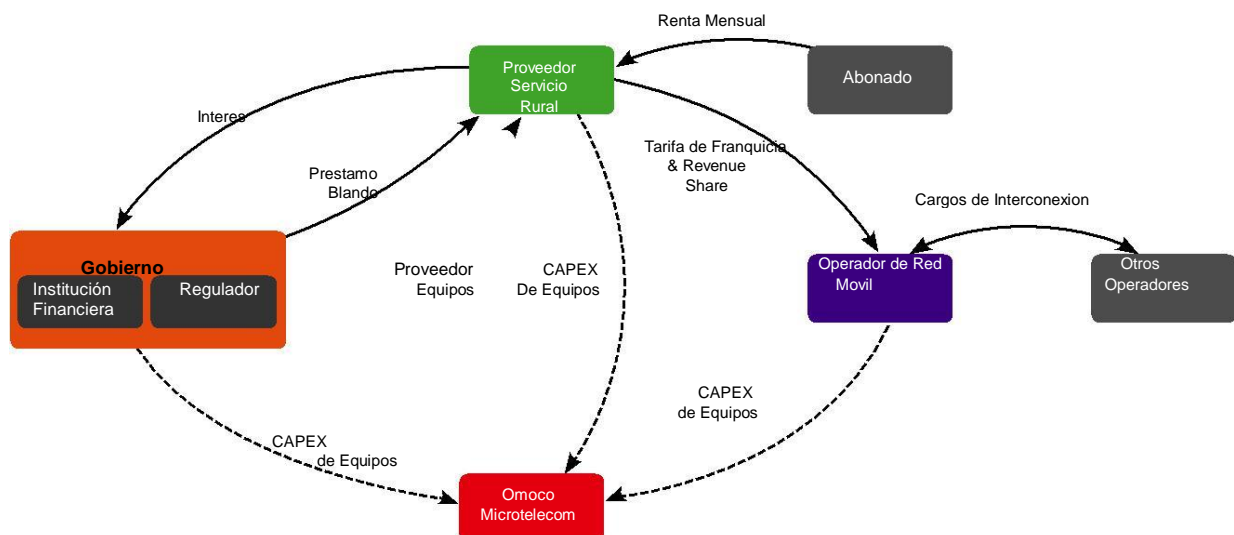 Renta Mensual
Proveedor
Servicio
Rural
Abonado
Interes
Prestamo
Blando
Tarifa de Franquicia
& Revenue
Share
Cargos de Interconexion
Gobierno
Institución
Financiera
Regulador
Proveedor
Equipos
CAPEX
De Equipos
Operador de Red
Movil
Otros
Operadores
CAPEX
de Equipos
CAPEX
de Equipos
Omoco
Microtelecom